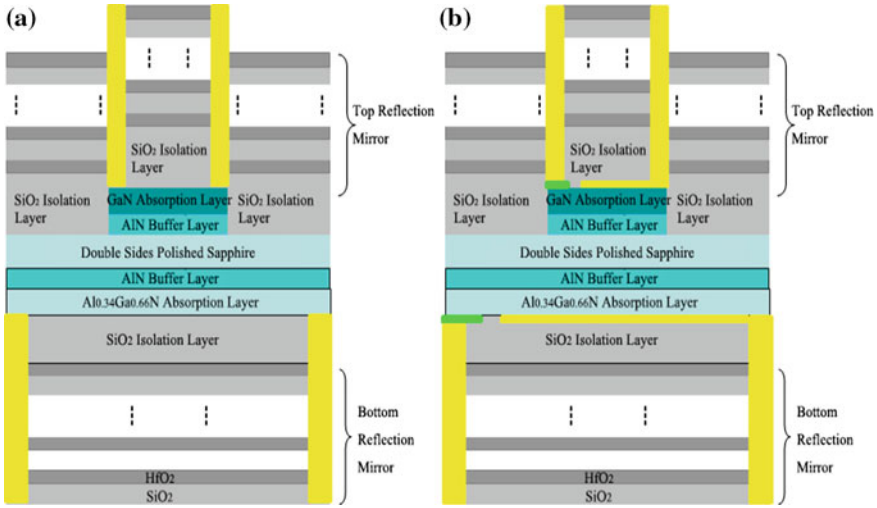 (a)
SiO2 Isolation
Layer
Top Reflection
Mirror
SiO2 Isolation
Layer
GaN Absorption Layer
SiO2 Isolation
Layer
AlN Buffer Layer
Double Sides Polished Sapphire
AlN Buffer Layer
Al0.34Ga0.66N Absorption Layer
SiO2 Isolation Layer
Bottom
Reflection
Mirror
HfO2
SiO2
(b)
SiO2 Isolation
Layer
Top Reflection
Mirror
SiO2 Isolation
Layer
GaN Absorption Layer
SiO2 Isolation
Layer
AlN Buffer Layer
Double Sides Polished Sapphire
AlN Buffer Layer
Al0.34Ga0.66N Absorption Layer
SiO2 Isolation Layer
Bottom
Reflection
Mirror
HfO2
SiO2